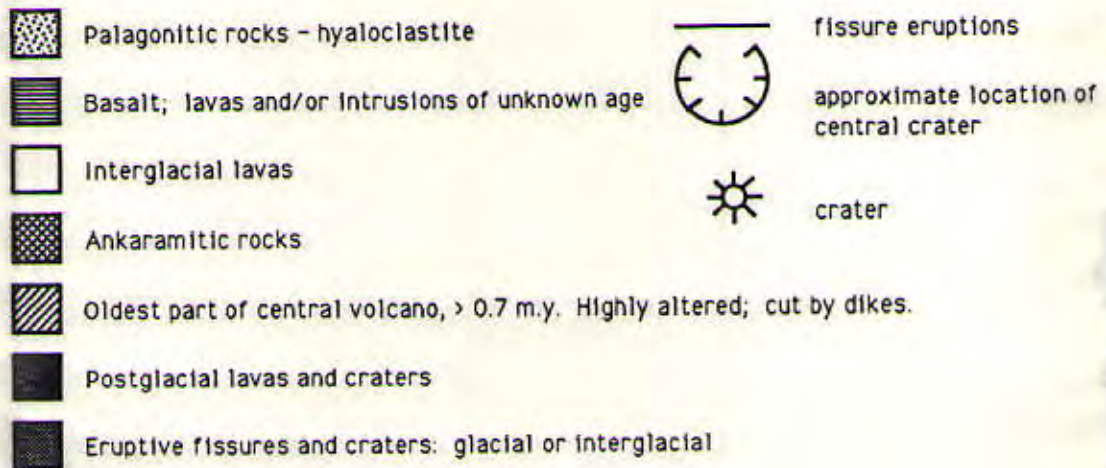 Palagonitic rocks - hyaloclastite
Basalt; lavas and/or intrusions of unknown age
Interglacial lavas
Ankaramitic rocks
Oldest part of central volcano, > 0.7 m.y. Highly altered; cut by dikes.
Postglacial lavas and craters
Eruptive fissures and craters: glacial or interglacial
fissure eruptions
approximate location of
central crater
crater